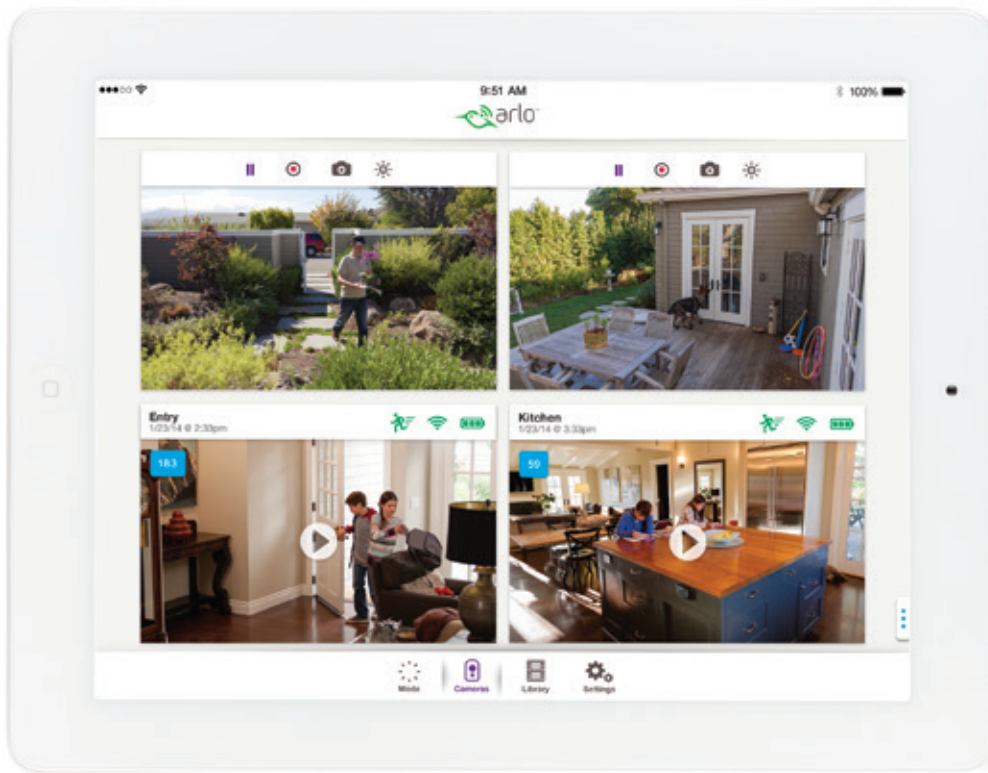 9:51 AM
100%
arlo™
Entry
1/23/14 @ 2:33pm
Kitchen
1/23/14 @ 3:33pm
183
59
Mode
Cameras
Library
Settings